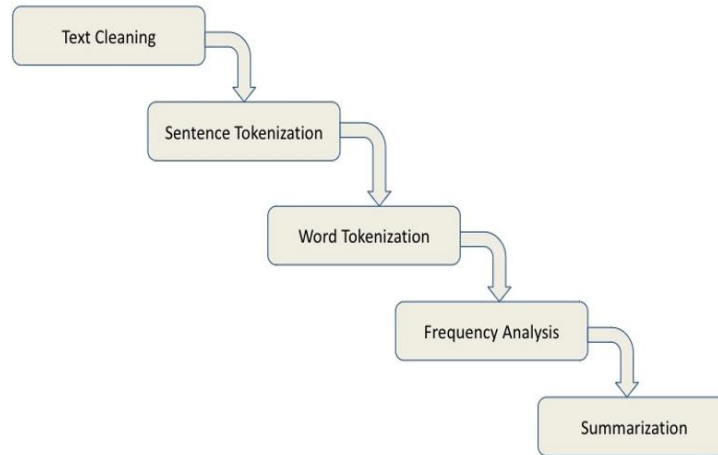 Text Cleaning
Sentence Tokenization
Word Tokenization
Frequency Analysis
Summarization